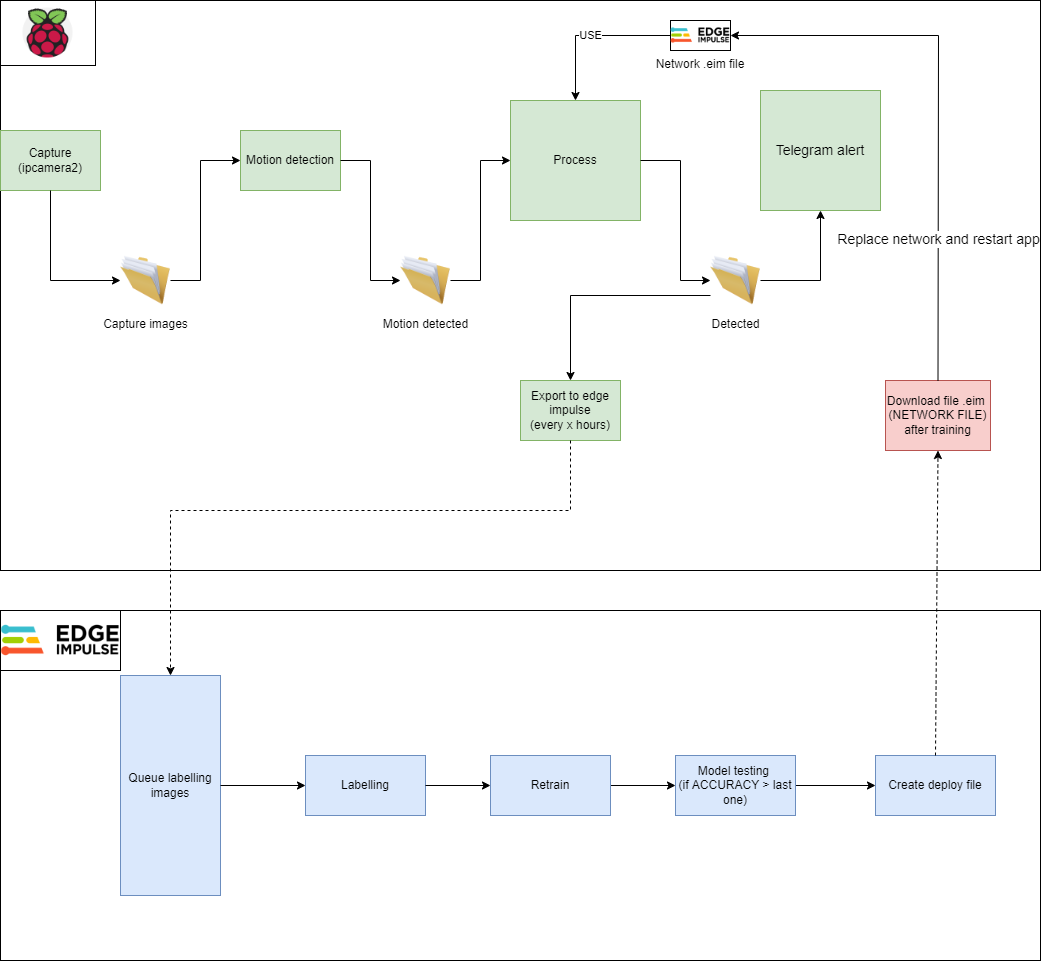 USE
EDGE
IMPULSE
Network .eim file
Capture
(ipcamera2)
Motion detection
Process
Telegram alert
Replace network and restart app
Capture images
Motion detected
Detected
Export to edge
impulse
(every x hours)
Download file .eim
(NETWORK FILE)
after training
EDGE
IMPULSE
Queue labelling
images
Labelling
Retrain
Model testing
(if ACCURACY > last
one)
Create deploy file